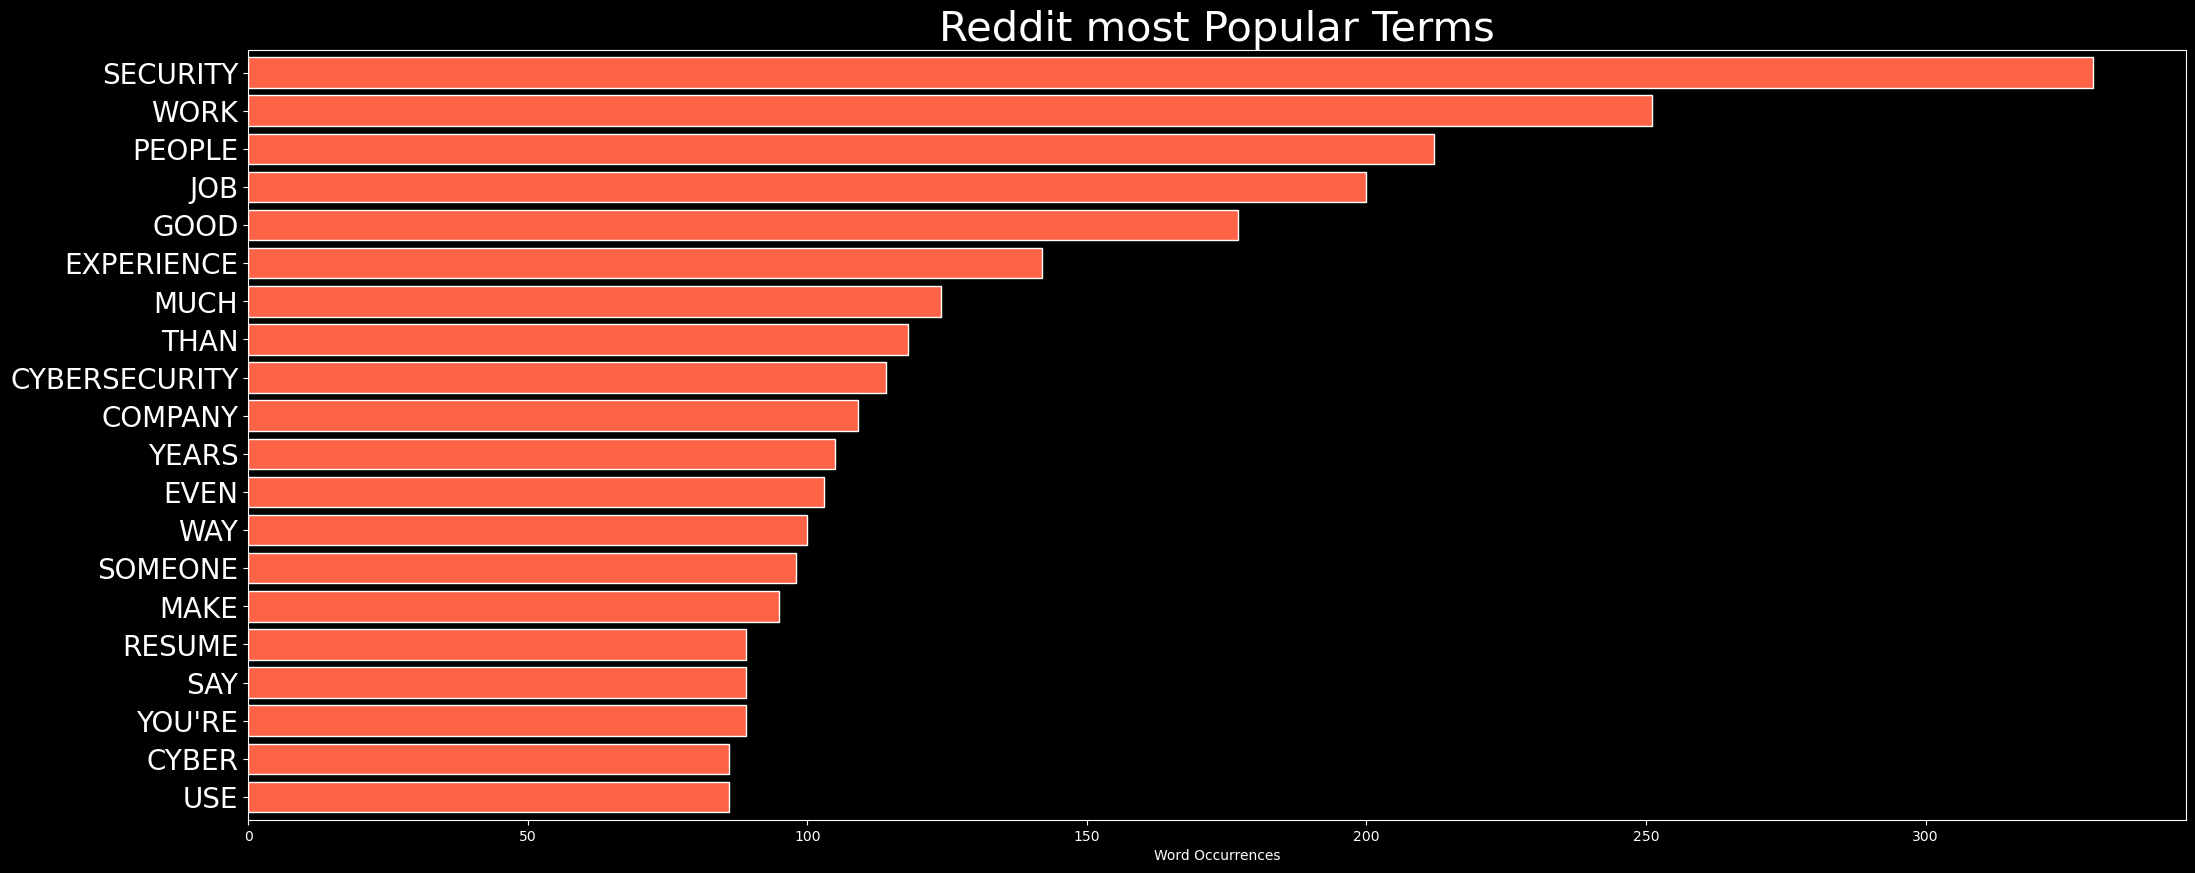 Reddit most Popular Terms
SECURITY
WORK
PEOPLE
JOB
GOOD
EXPERIENCE
MUCH
THAN
CYBERSECURITY
COMPANY
YEARS
EVEN
WAY
SOMEONE
MAKE
RESUME
SAY
YOU'RE
CYBER
USE
0 50 100 150 200 250 300
Word Occurrences